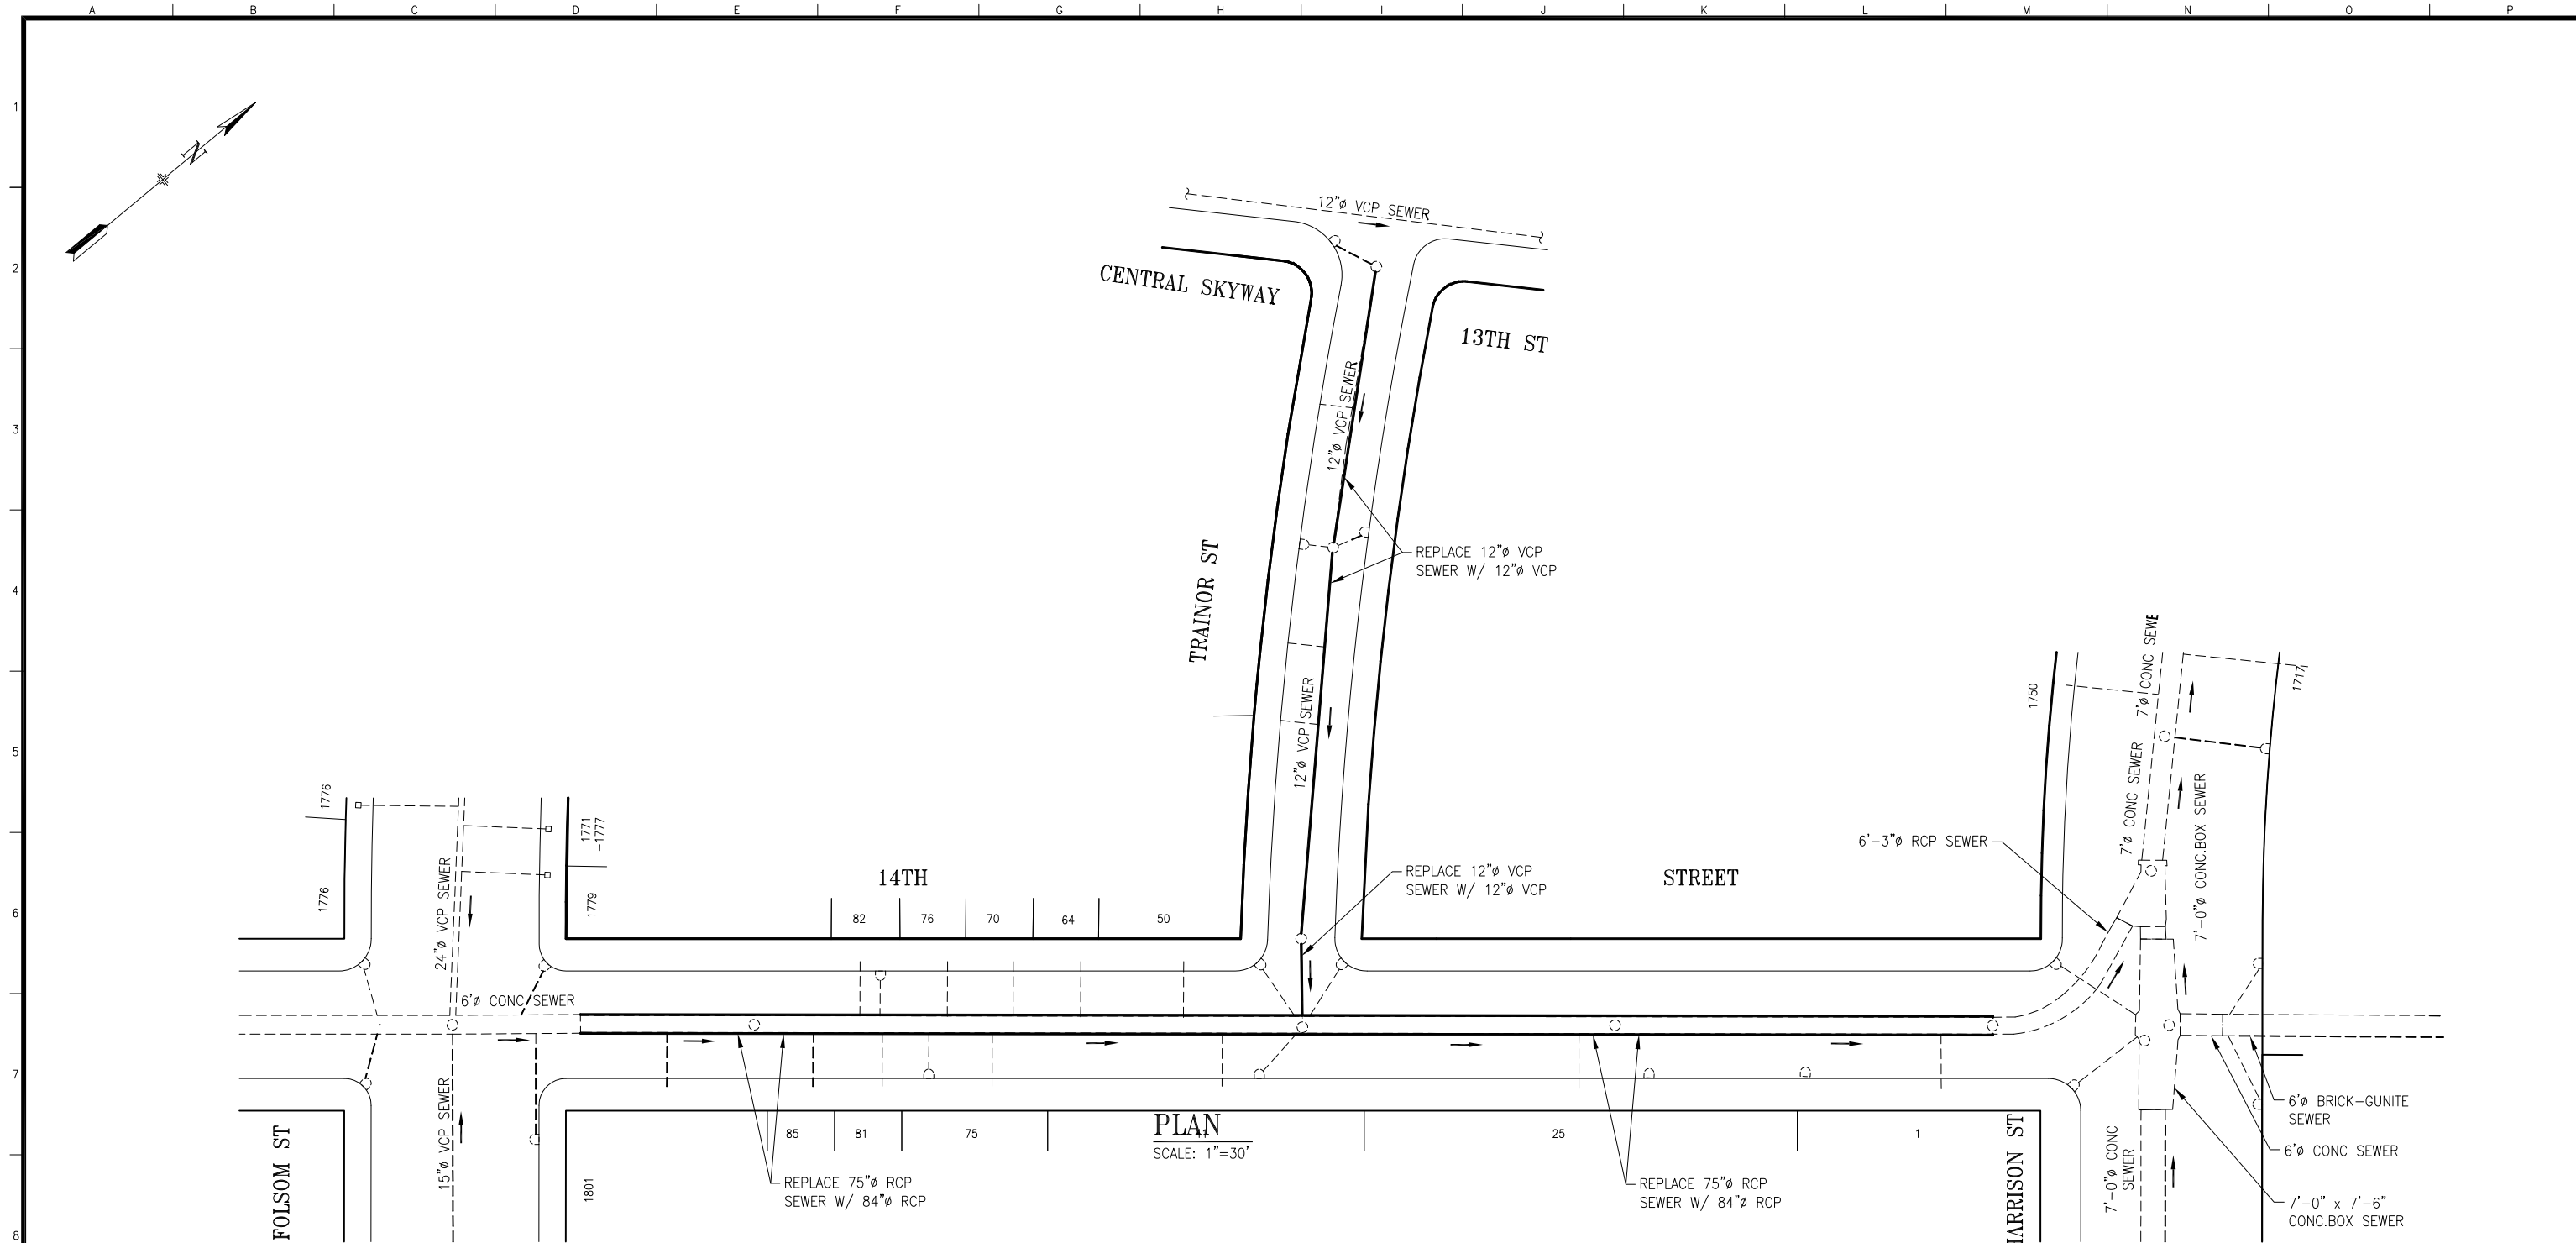 A B C D E F G H I J K L M N O P
1
2
3
4
5
6
7
8
N
12"ø VCP SEWER
CENTRAL SKYWAY
13TH ST
12"ø VCP SEWER
TRAINOR ST
REPLACE 12"ø VCP
SEWER W/ 12"ø VCP
12"ø VCP SEWER
7'ø CONC SEWE
1750
1717
7'ø CONC SEWER
7'-0"ø CONC.BOX SEWER
6'-3"ø RCP SEWER
1776
1771
-1777
24"ø VCP SEWER
1776
1779
14TH
STREET
REPLACE 12"ø VCP
SEWER W/ 12"ø VCP
82
76
70
64
50
6'ø CONC SEWER
15"ø VCP SEWER
FOLSOM ST
1801
85
81
75
25
1
PLAN
SCALE: 1"=30'
REPLACE 75"ø RCP
SEWER W/ 84"ø RCP
REPLACE 75"ø RCP
SEWER W/ 84"ø RCP
HARRISON ST
7'-0"ø CONC
SEWER
6'ø BRICK-GUNITE
SEWER
6'ø CONC SEWER
7'-0" x 7'-6"
CONC.BOX SEWER